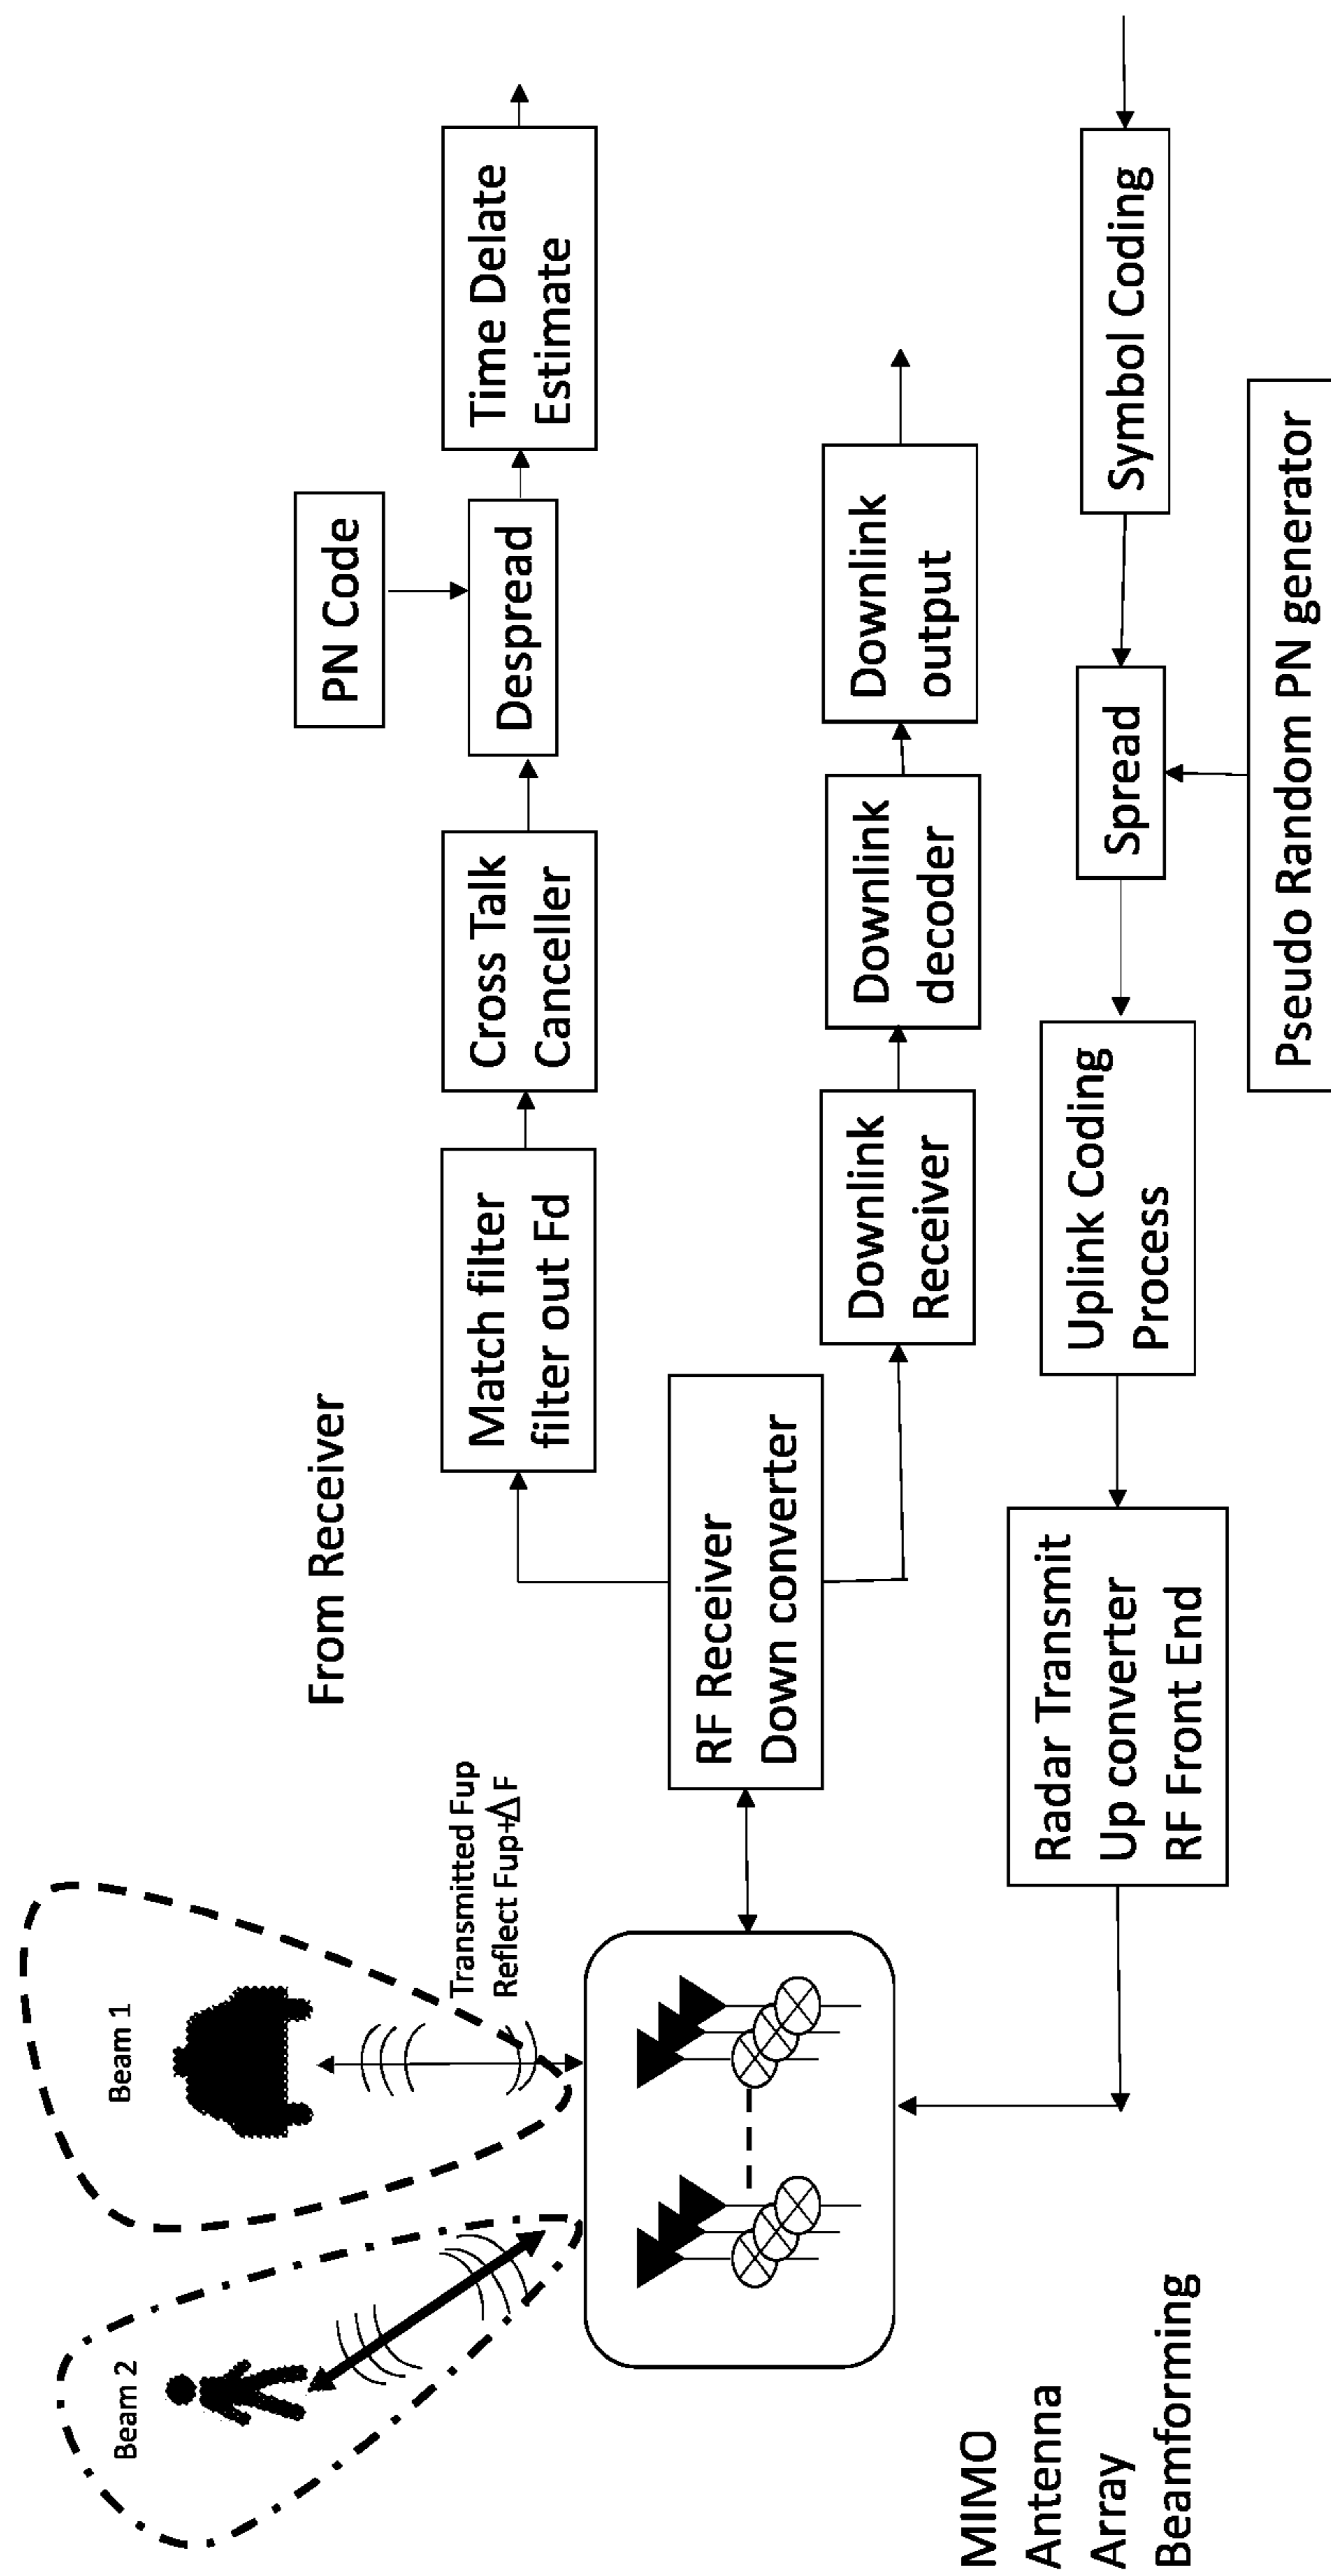 Beam 2
Beam 1
Transmitted Fup
Reflect Fup+ΔF
From Receiver
PN Code
Match filter
filter out Fd
Cross Talk
Canceller
Despread
Time Delate
Estimate
RF Receiver
Down converter
Downlink
Receiver
Downlink
decoder
Downlink
output
MIMO
Antenna
Array
Beamforming
Radar Transmit
Up converter
RF Front End
Uplink Coding
Process
Spread
Symbol Coding
Pseudo Random PN generator